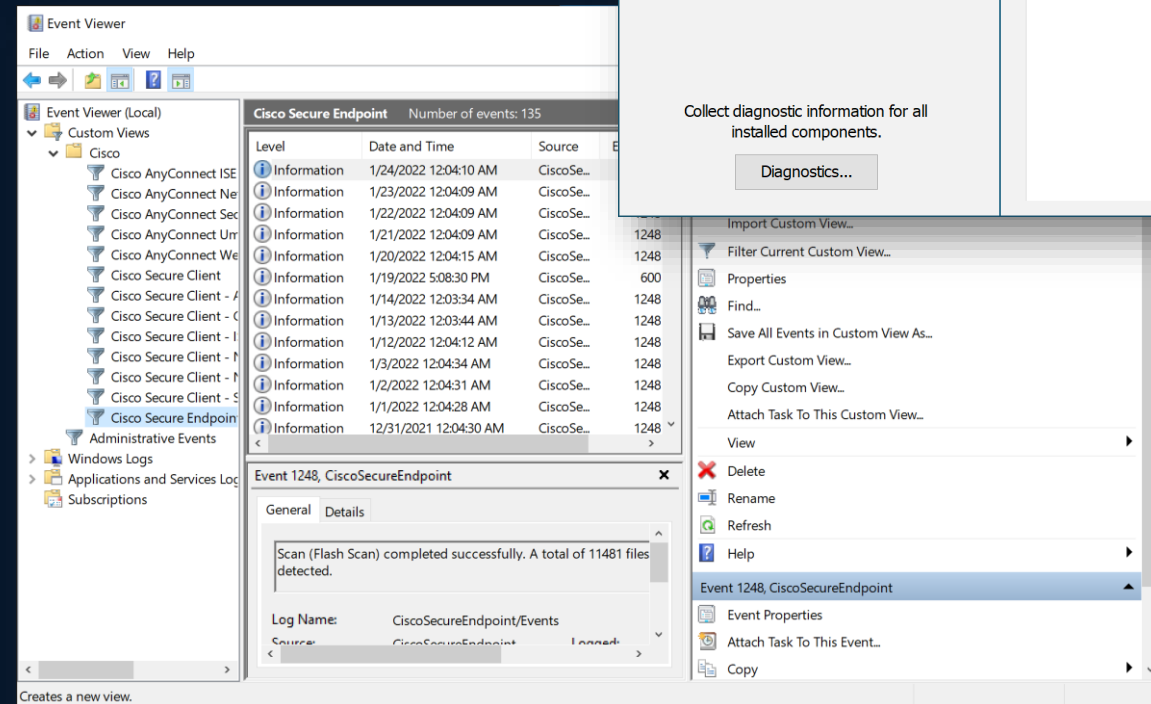 Event Viewer
File Action View Help
Event Viewer (Local)
Custom Views
Cisco
Cisco AnyConnect ISE
Cisco AnyConnect Ne
Cisco AnyConnect Sec
Cisco AnyConnect Um
Cisco AnyConnect We
Cisco Secure Client
Cisco Secure Client - A
Cisco Secure Client -
Cisco Secure Client - I
Cisco Secure Client - N
Cisco Secure Client - N
Cisco Secure Client - S
Cisco Secure Endpoin
Administrative Events
Windows Logs
Applications and Services Log
Subscriptions
Cisco Secure Endpoint Number of events: 135
Level Date and Time Source E
Information 1/24/2022 12:04:10 AM CiscoSe...
Information 1/23/2022 12:04:09 AM CiscoSe...
Information 1/22/2022 12:04:09 AM CiscoSe... 1248
Information 1/21/2022 12:04:09 AM CiscoSe... 1248
Information 1/20/2022 12:04:15 AM CiscoSe... 1248
Information 1/19/2022 5:08:30 PM CiscoSe... 600
Information 1/14/2022 12:03:34 AM CiscoSe... 1248
Information 1/13/2022 12:03:44 AM CiscoSe... 1248
Information 1/12/2022 12:04:12 AM CiscoSe... 1248
Information 1/3/2022 12:04:34 AM CiscoSe... 1248
Information 1/2/2022 12:04:31 AM CiscoSe... 1248
Information 1/1/2022 12:04:28 AM CiscoSe... 1248
Information 12/31/2021 12:04:30 AM CiscoSe... 1248
Event 1248, CiscoSecureEndpoint
General Details
Scan (Flash Scan) completed successfully. A total of 11481 files
detected.
Log Name: CiscoSecureEndpoint/Events
Source: CiscoSecureEndpoint Logged:
Collect diagnostic information for all
installed components.
Diagnostics...
Import Custom View...
Filter Current Custom View...
Properties
Find...
Save All Events in Custom View As...
Export Custom View...
Copy Custom View...
Attach Task To This Custom View...
View
Delete
Rename
Refresh
Help
Event 1248, CiscoSecureEndpoint
Event Properties
Attach Task To This Event...
Copy
Creates a new view.